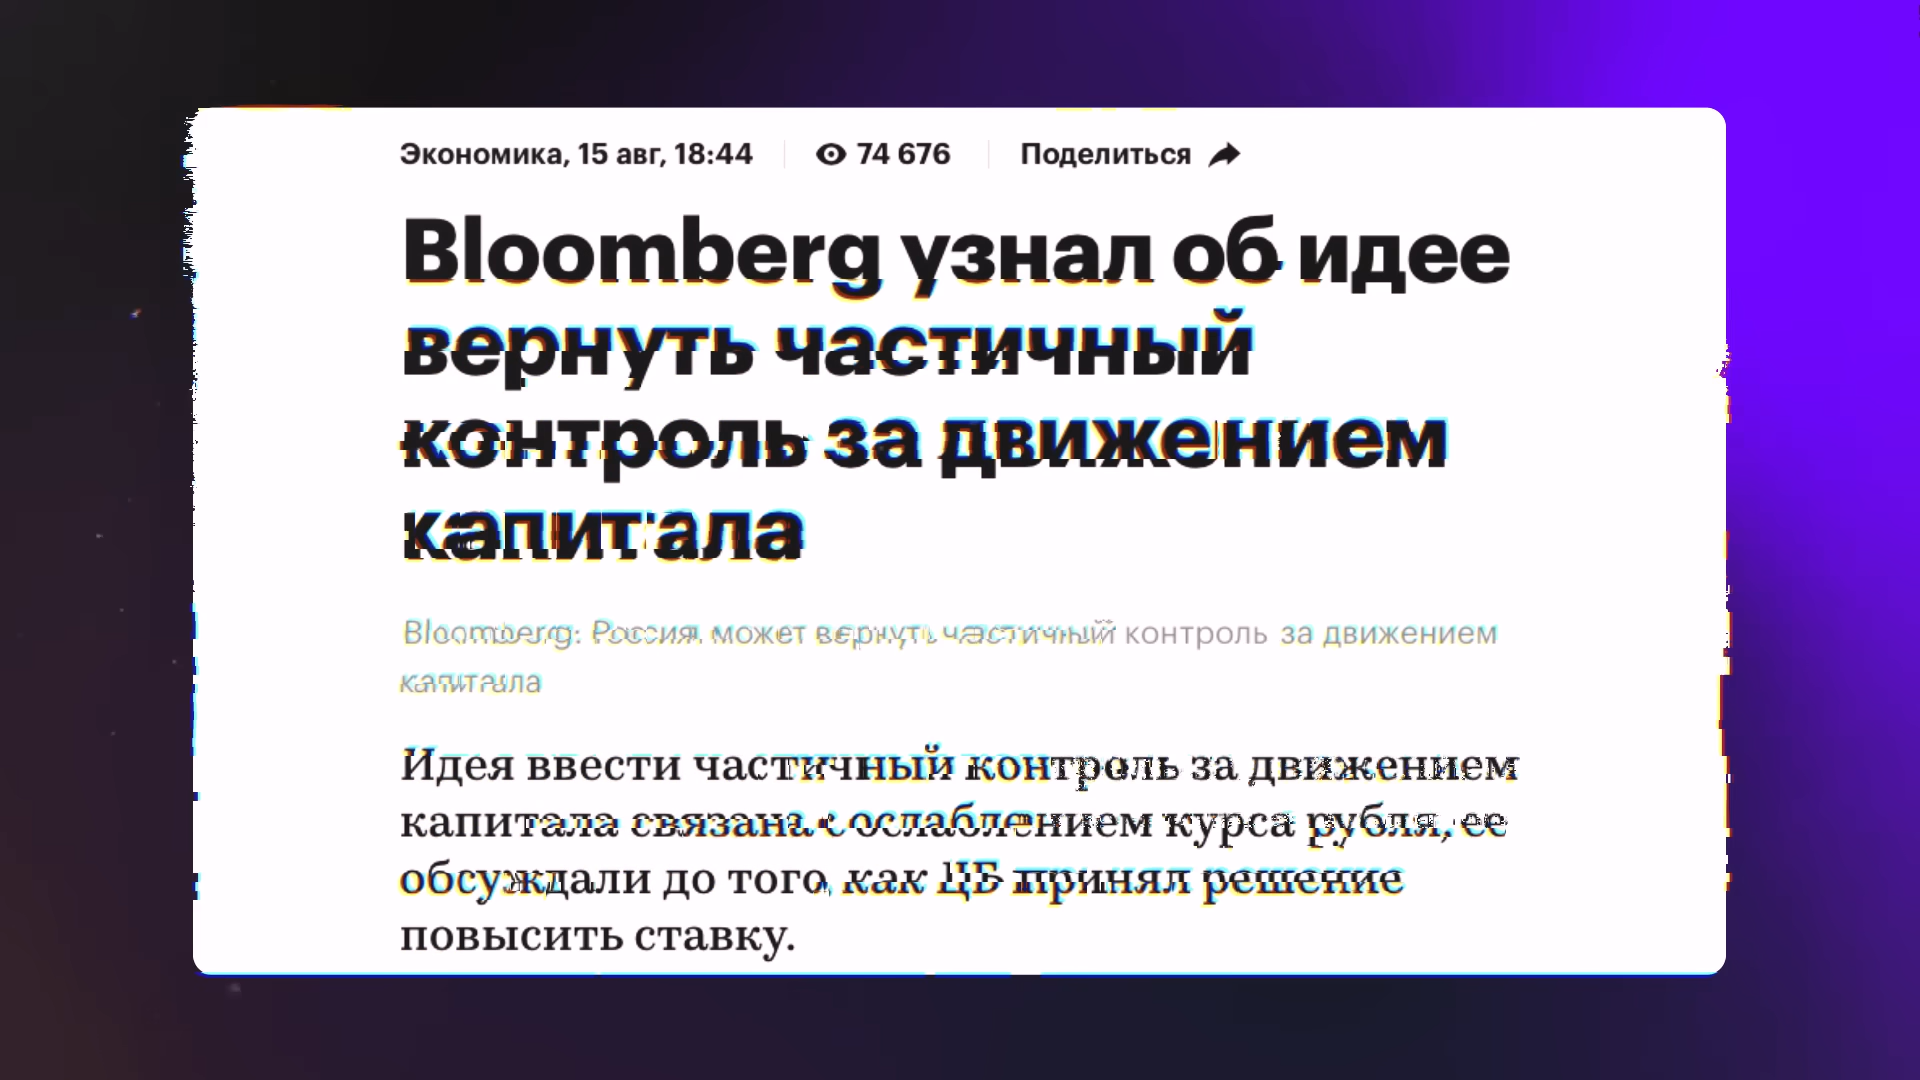 Экономика, 15 авг, 18:44 74 676 Поделиться
Bloomberg узнал об идее
вернуть частичный
контроль за движением
капитала
Bloomberg: Россия может вернуть частичный контроль за движением
капитала
Идея ввести частичный контроль за движением
капитала связана с ослаблением курса рубля, ее
обсуждали до того, как ЦБ принял решение
повысить ставку.